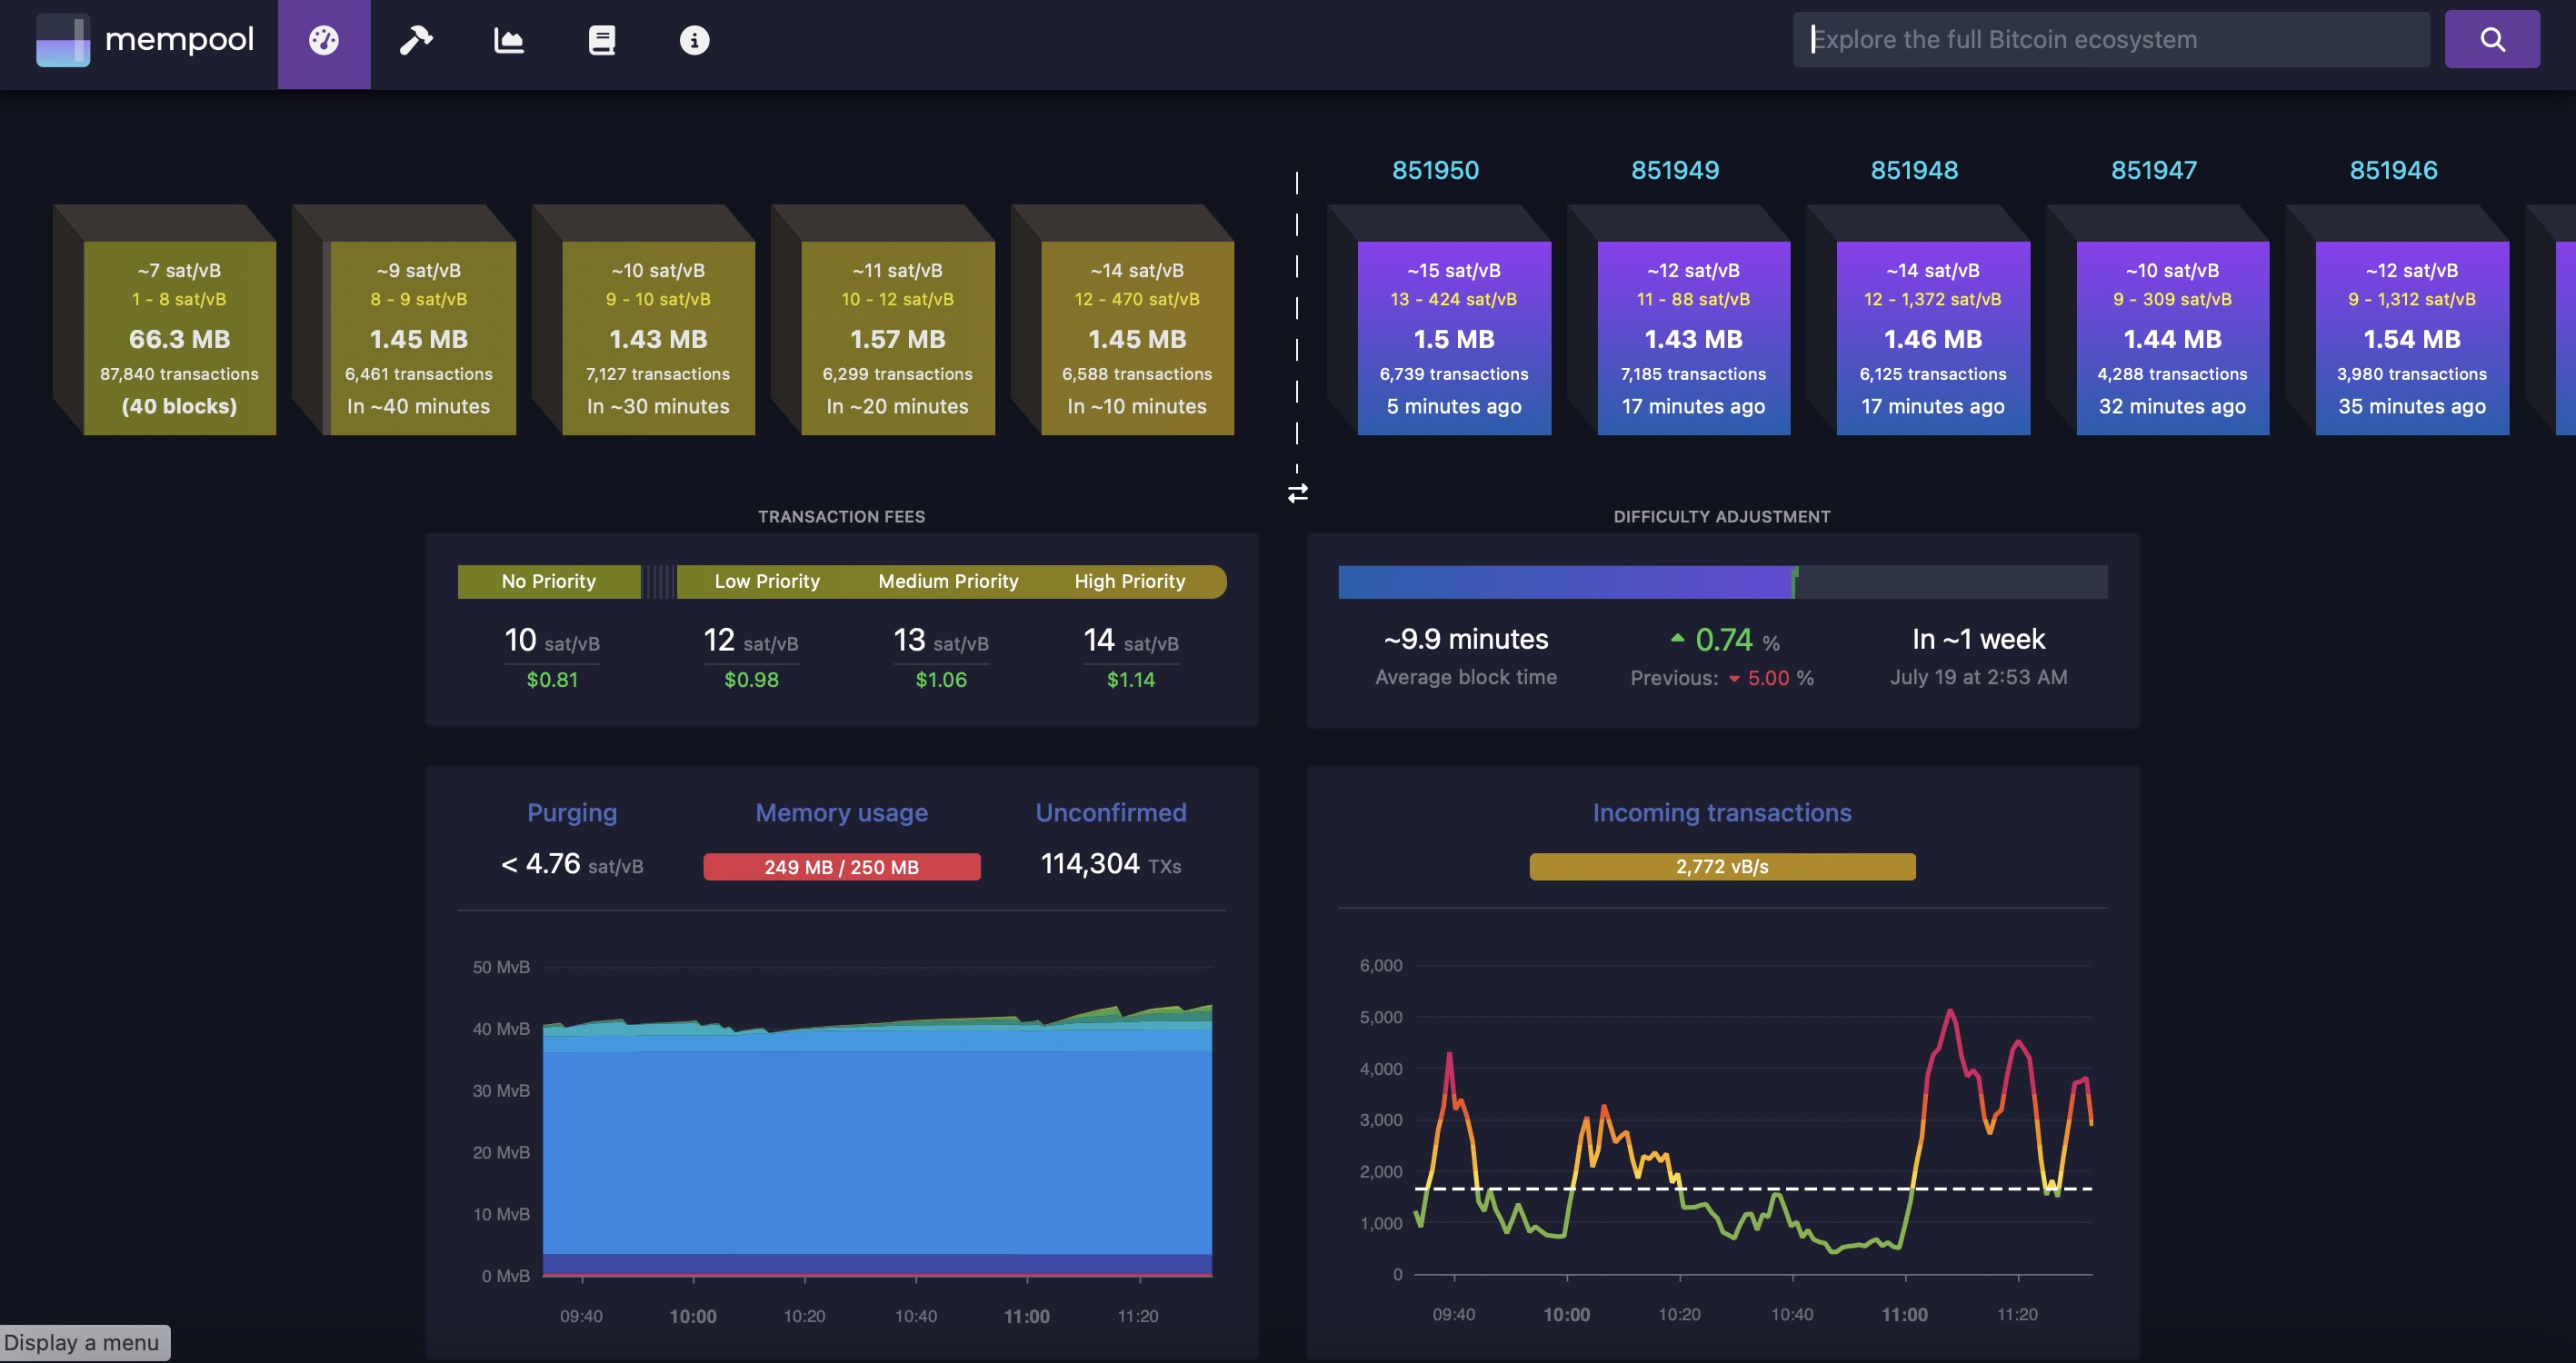 mempool
Explore the full Bitcoin ecosystem
851950
851949
851948
851947
851946
~7 sat/vB
1 - 8 sat/vB
66.3 MB
87,840 transactions
(40 blocks)
~9 sat/vB
8 - 9 sat/vB
1.45 MB
6,461 transactions
In ~40 minutes
~10 sat/vB
9 - 10 sat/vB
1.43 MB
7,127 transactions
In ~30 minutes
~11 sat/vB
10 - 12 sat/vB
1.57 MB
6,299 transactions
In ~20 minutes
~14 sat/vB
12 - 470 sat/vB
1.45 MB
6,588 transactions
In ~10 minutes
~15 sat/vB
13 - 424 sat/vB
1.5 MB
6,739 transactions
5 minutes ago
~12 sat/vB
11 - 88 sat/vB
1.43 MB
7,185 transactions
17 minutes ago
~14 sat/vB
12 - 1,372 sat/vB
1.46 MB
6,125 transactions
17 minutes ago
~10 sat/vB
9 - 309 sat/vB
1.44 MB
4,288 transactions
32 minutes ago
~12 sat/vB
9 - 1,312 sat/vB
1.54 MB
3,980 transactions
35 minutes ago
TRANSACTION FEES
No Priority Low Priority Medium Priority High Priority
10 sat/vB 12 sat/vB 13 sat/vB 14 sat/vB
$0.81 $0.98 $1.06 $1.14
DIFFICULTY ADJUSTMENT
~9.9 minutes 0.74 % In ~1 week
Average block time Previous: 5.00 % July 19 at 2:53 AM
Purging Memory usage Unconfirmed
< 4.76 sat/vB 249 MB / 250 MB 114,304 TXs
50 MvB
40 MvB
30 MvB
20 MvB
10 MvB
0 MvB
09:40 10:00 10:20 10:40 11:00 11:20
Incoming transactions
2,772 vB/s
6,000
5,000
4,000
3,000
2,000
1,000
0
09:40 10:00 10:20 10:40 11:00 11:20
Display a menu